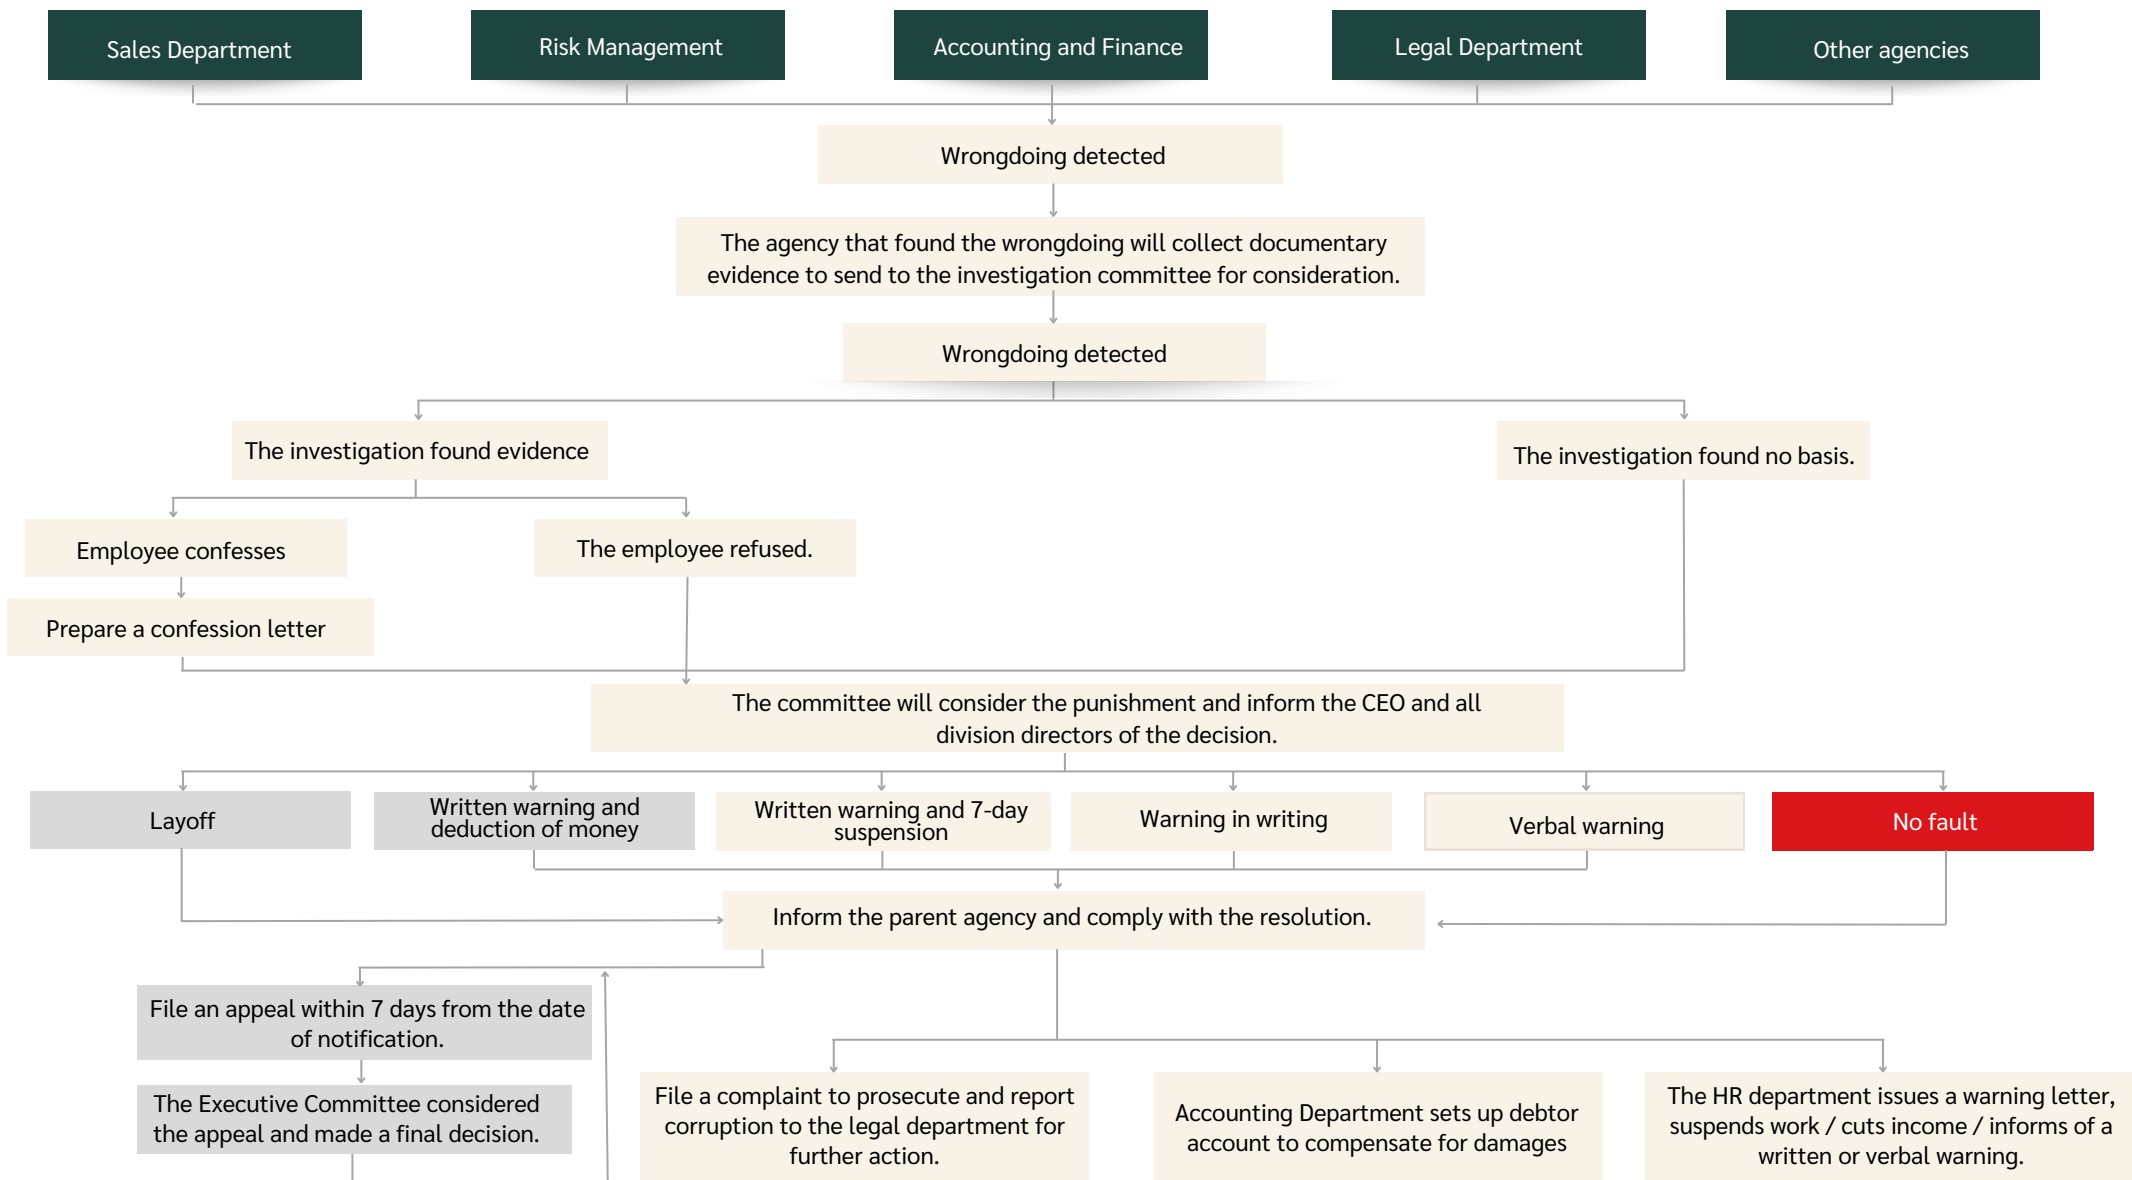 Sales Department
Risk Management
Accounting and Finance
Legal Department
Other agencies
Wrongdoing detected
The agency that found the wrongdoing will collect documentary
evidence to send to the investigation committee for consideration.
Wrongdoing detected
The investigation found evidence
The investigation found no basis.
Employee confesses
The employee refused.
Prepare a confession letter
The committee will consider the punishment and inform the CEO and all
division directors of the decision.
Layoff
Written warning and
deduction of money
Written warning and 7-day
suspension
Warning in writing
Verbal warning
No fault
Inform the parent agency and comply with the resolution.
File an appeal within 7 days from the date
of notification.
The Executive Committee considered
the appeal and made a final decision.
File a complaint to prosecute and report
corruption to the legal department for
further action.
Accounting Department sets up debtor
account to compensate for damages
The HR department issues a warning letter,
suspends work / cuts income / informs of a
written or verbal warning.